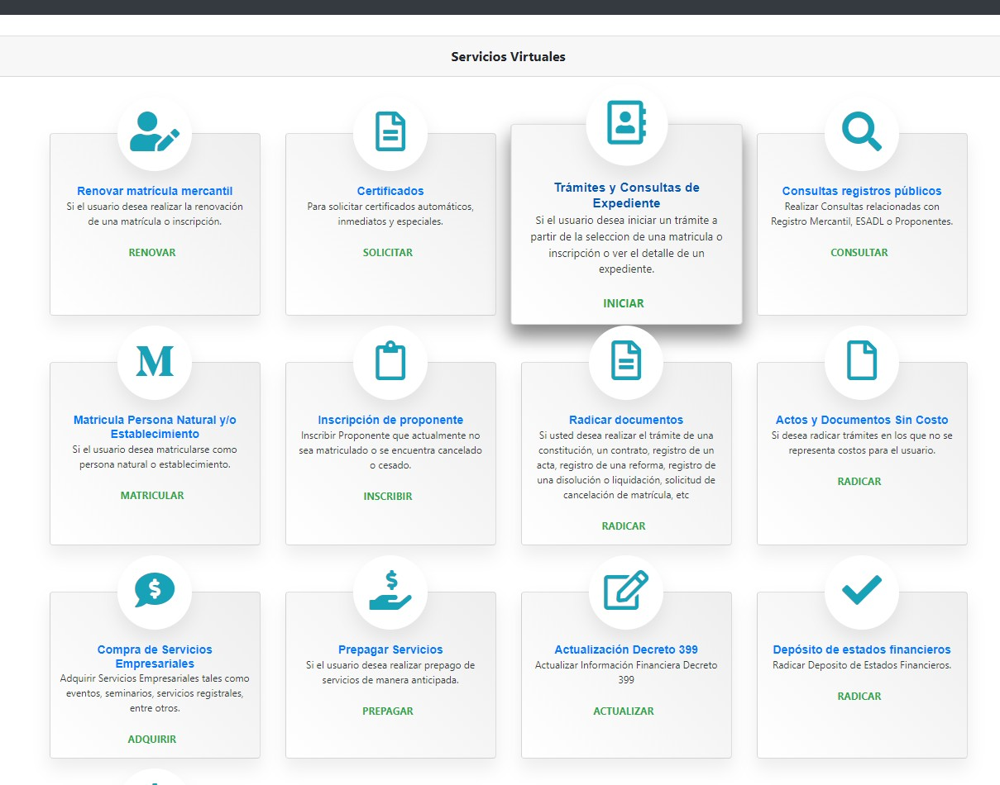 Servicios Virtuales
Renovar matrícula mercantil
Si el usuario desea realizar la renovación
de una matrícula o inscripción.
RENOVAR
Certificados
Para solicitar certificados automáticos,
inmediatos y especiales.
SOLICITAR
Trámites y Consultas de
Expediente
Si el usuario desea iniciar un trámite a
partir de la seleccion de una matricula o
inscripción o ver el detalle de un
expediente.
INICIAR
Consultas registros públicos
Realizar Consultas relacionadas con
Registro Mercantil, ESADL o Proponentes.
CONSULTAR
M
Matricula Persona Natural y/o
Establecimiento
Si el usuario desea matricularse como
persona natural o establecimiento.
MATRICULAR
Inscripción de proponente
Inscribir Proponente que actualmente no
sea matriculado o se encuentra cancelado
o cesado.
INSCRIBIR
Radicar documentos
Si usted desea realizar el trámite de una
constitución, un contrato, registro de un
acta, registro de una reforma, registro de
una disolución o liquidación, solicitud de
cancelación de matrícula, etc
RADICAR
Actos y Documentos Sin Costo
Si desea radicar trámites en los que no se
representa costos para el usuario.
RADICAR
$
Compra de Servicios
Empresariales
Adquirir Servicios Empresariales tales como
eventos, seminarios, servicios registrales,
entre otros.
ADQUIRIR
$
Prepagar Servicios
Si el usuario desea realizar prepago de
servicios de manera anticipada.
PREPAGAR
Actualización Decreto 399
Actualizar Información Financiera Decreto
399
ACTUALIZAR
Depósito de estados financieros
Radicar Deposito de Estados Financieros.
RADICAR